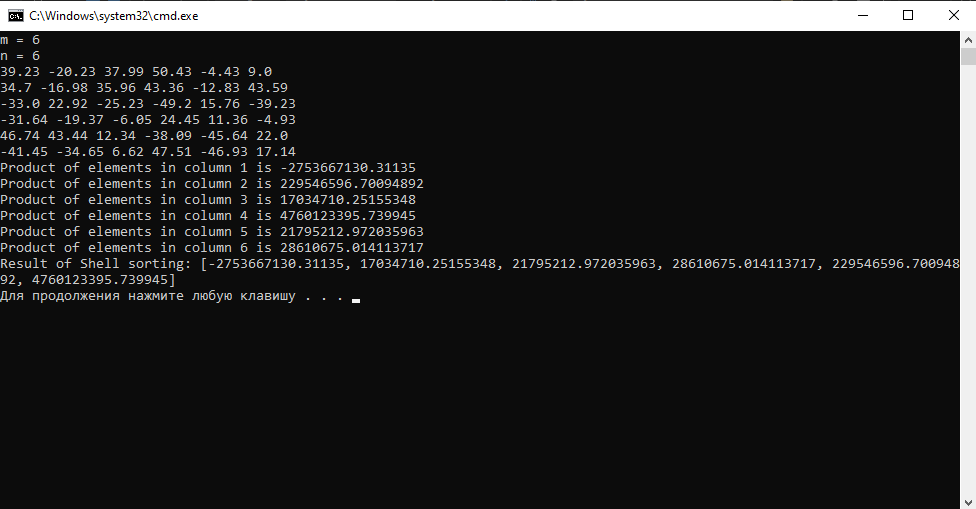 C:\Windows\system32\cmd.exe
m = 6
n = 6
39.23 -20.23 37.99 50.43 -4.43 9.0
34.7 -16.98 35.96 43.36 -12.83 43.59
-33.0 22.92 -25.23 -49.2 15.76 -39.23
-31.64 -19.37 -6.05 24.45 11.36 -4.93
46.74 43.44 12.34 -38.09 -45.64 22.0
-41.45 -34.65 6.62 47.51 -46.93 17.14
Product of elements in column 1 is -2753667130.31135
Product of elements in column 2 is 229546596.70094892
Product of elements in column 3 is 17034710.25155348
Product of elements in column 4 is 4760123395.739945
Product of elements in column 5 is 21795212.972035963
Product of elements in column 6 is 28610675.014113717
Result of Shell sorting: [-2753667130.31135, 17034710.25155348, 21795212.972035963, 28610675.014113717, 229546596.700948
92, 4760123395.739945]
Для продолжения нажмите любую клавишу . . .